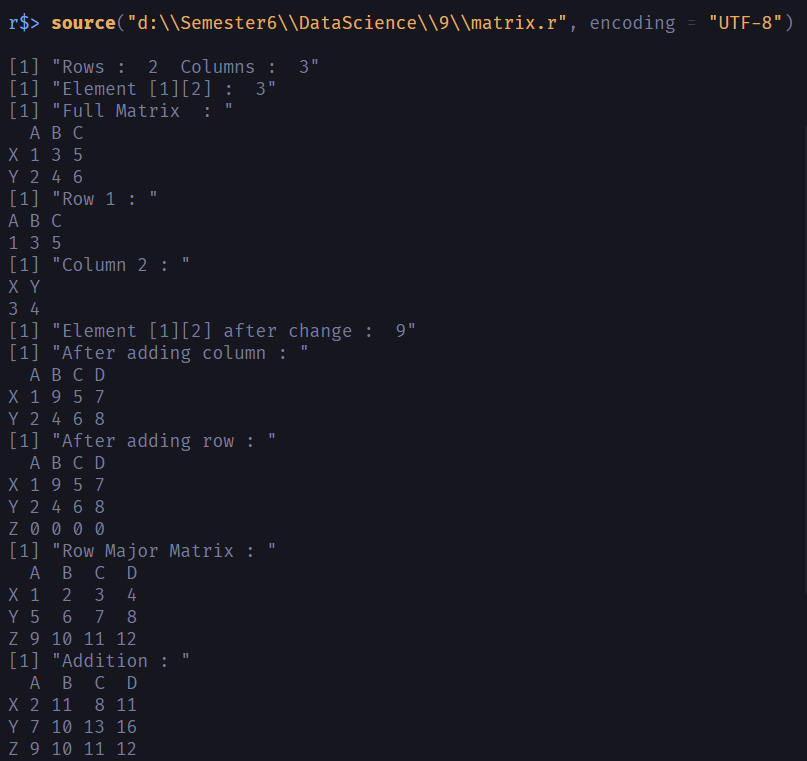 r$> source("d:\\Semester6\\DataScience\\9\\matrix.r", encoding = "UTF-8")
[1] "Rows :  2  Columns :  3"
[1] "Element [1][2] :  3"
[1] "Full Matrix  : "
  A B C
X 1 3 5
Y 2 4 6
[1] "Row 1 : "
A B C
1 3 5
[1] "Column 2 : "
X Y
3 4
[1] "Element [1][2] after change :  9"
[1] "After adding column : "
  A B C D
X 1 9 5 7
Y 2 4 6 8
[1] "After adding row : "
  A B C D
X 1 9 5 7
Y 2 4 6 8
Z 0 0 0 0
[1] "Row Major Matrix : "
  A  B  C  D
X 1  2  3  4
Y 5  6  7  8
Z 9 10 11 12
[1] "Addition : "
  A  B  C  D
X 2 11  8 11
Y 7 10 13 16
Z 9 10 11 12